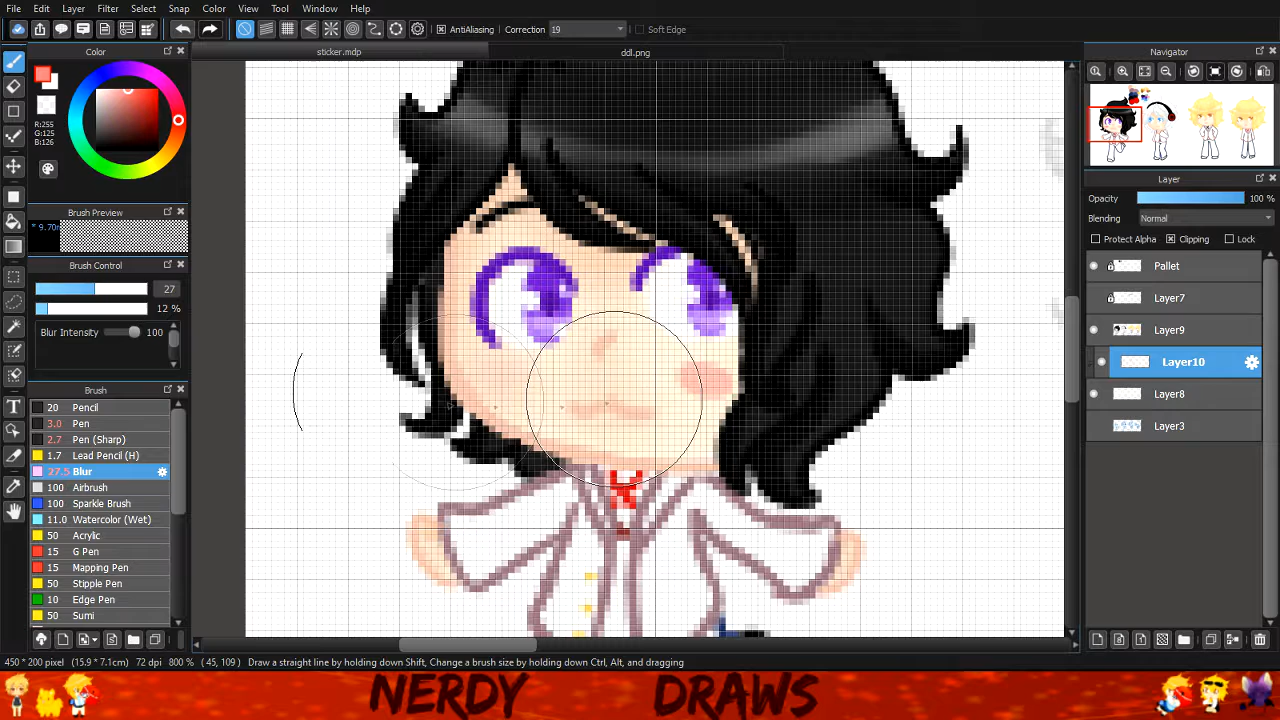 File Edit Layer Filter Select Snap Color View Tool Window Help
AntiAliasing Correction 19 Soft Edge
Color
sticker.mdp
ddl.png
Navigator
R:255
G:125
B:126
Brush Preview
Brush Control
27
12 %
Blur Intensity 100
Brush
20 Pencil
3.0 Pen
2.7 Pen (Sharp)
1.7 Lead Pencil (H)
27.5 Blur
100 Airbrush
100 Sparkle Brush
11.0 Watercolor (Wet)
50 Acrylic
15 G Pen
15 Mapping Pen
50 Stipple Pen
10 Edge Pen
50 Sumi
Layer
Opacity 100 %
Blending Normal
Protect Alpha Clipping Lock
Pallet
Layer7
Layer9
Layer10
Layer8
Layer3
450 * 200 pixel (15.9 * 7.1cm) 72 dpi 800 % ( 45, 109 ) Draw a straight line by holding down Shift, Change a brush size by holding down Ctrl, Alt, and dragging
NERDY DRAWS